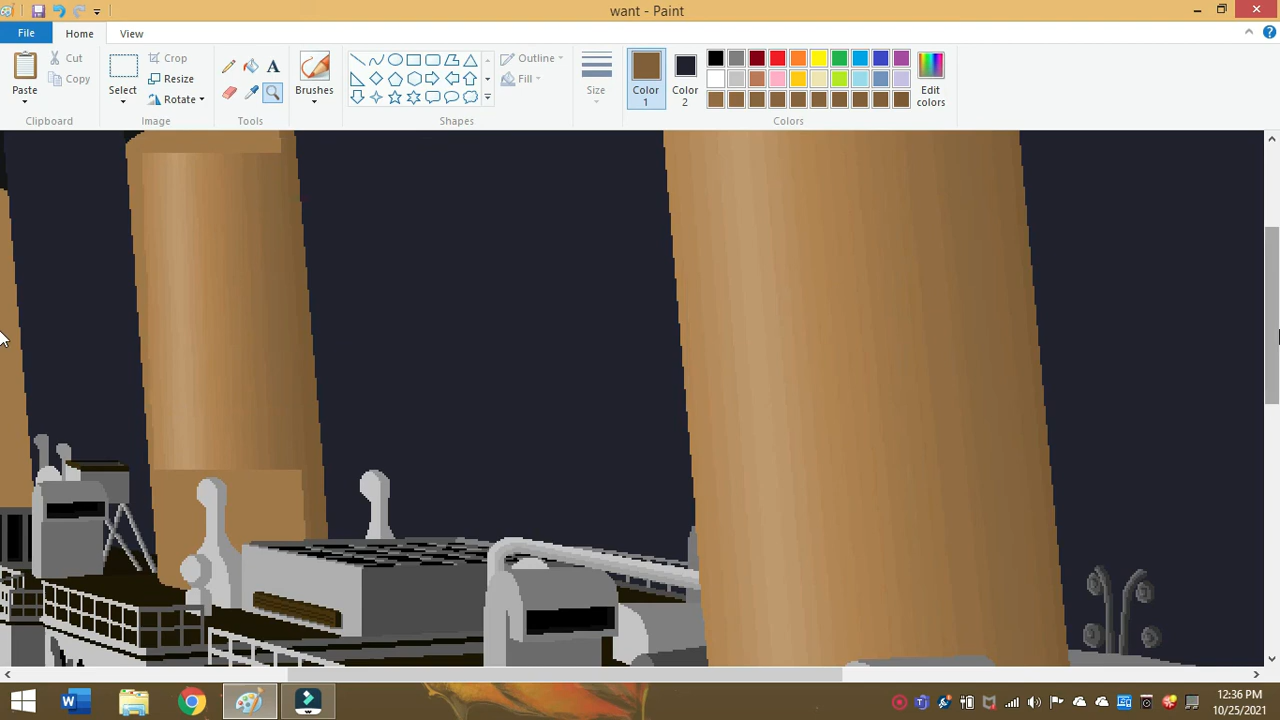 want - Paint
File
Home
View
Paste
Cut
Copy
Clipboard
Select
Crop
Resize
Rotate
Image
Tools
Brushes
Outline
Fill
Shapes
Size
Color 1
Color 2
Edit colors
Colors
12:36 PM
10/25/2021